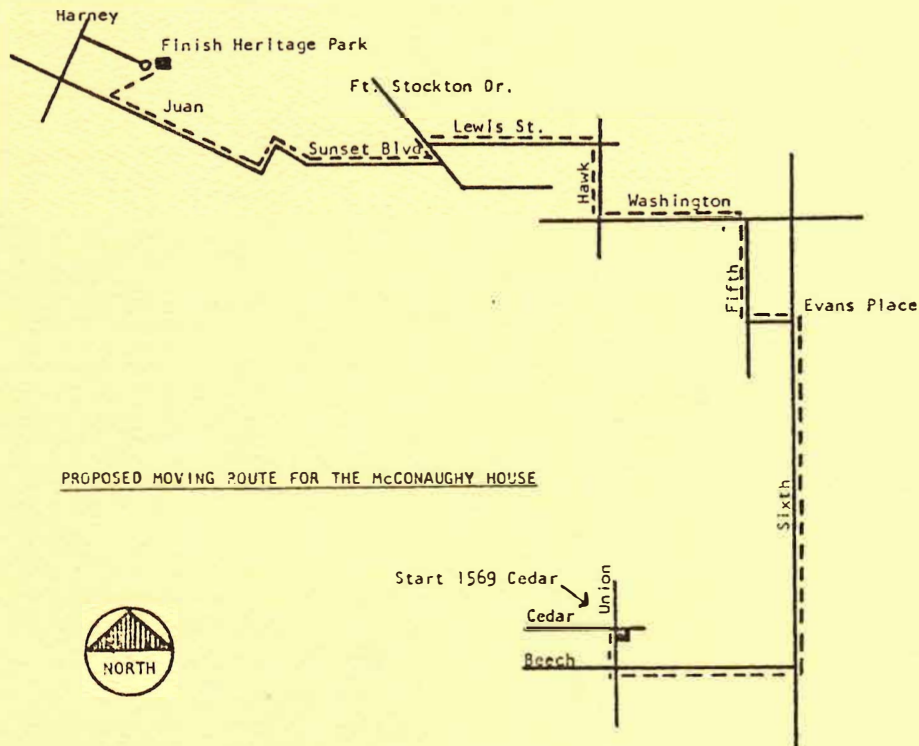 Harney
Finish Heritage Park
Ft. Stockton Dr.
Juan
Lewis St.
Sunset Blvd
Hawk
Washington
Fifth
Evans Place
PROPOSED MOVING ROUTE FOR THE McCONAUGHY HOUSE
Sixth
Start 1569 Cedar
Union
Cedar
Beech
NORTH